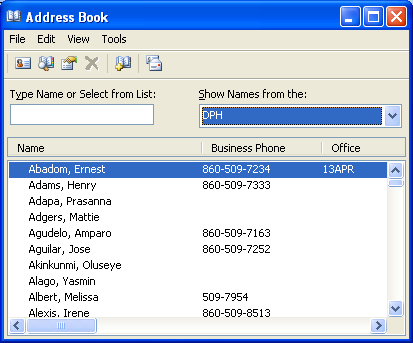 Address Book
File Edit View Tools
Type Name or Select from List: Show Names from the:
DPH
Name Business Phone Office
Abadom, Ernest 860-509-7234 13APR
Adams, Henry 860-509-7333
Adapa, Prasanna
Adgers, Mattie
Agudelo, Amparo 860-509-7163
Aguilar, Jose 860-509-7252
Akinkunmi, Oluseye
Alago, Yasmin
Albert, Melissa 509-7954
Alexis, Irene 860-509-8513